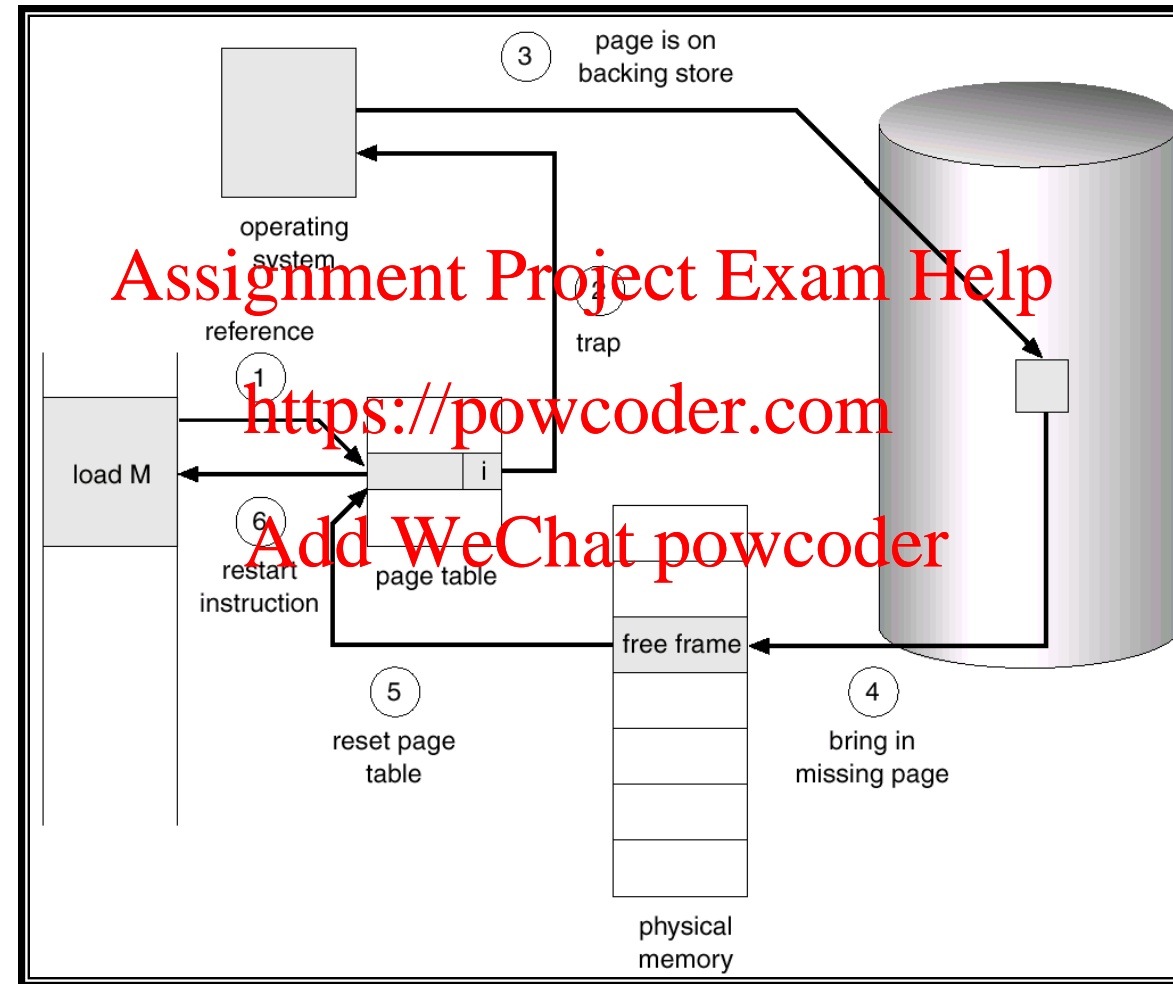 3
page is on
backing store
operating
system
Assignment Project Exam Help
2
reference
trap
1
https://powcoder.com
load M
i
6
Add WeChat powcoder
restart
instruction
page table
free frame
5
4
reset page
table
bring in
missing page
physical
memory